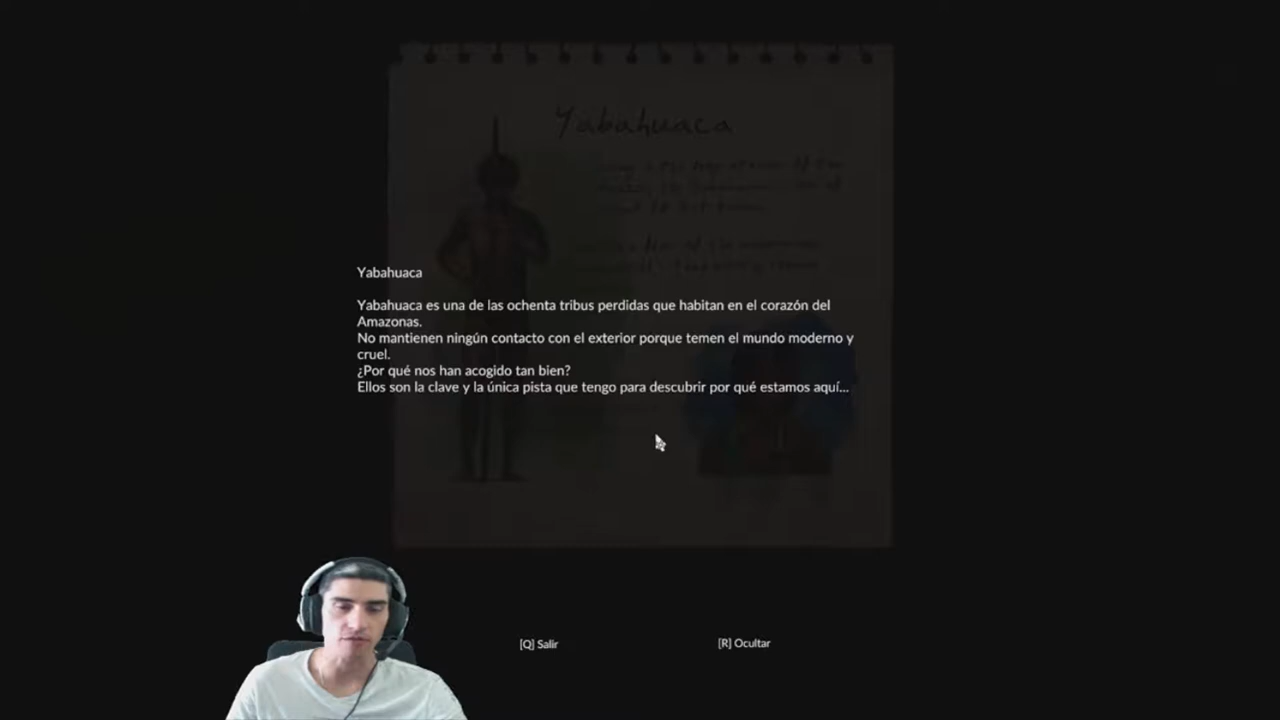 Yabahuaca
Yabahuaca
Yabahuaca es una de las ochenta tribus perdidas que habitan en el corazón del
Amazonas.
No mantienen ningún contacto con el exterior porque temen el mundo moderno y
cruel.
¿Por qué nos han acogido tan bien?
Ellos son la clave y la única pista que tengo para descubrir por qué estamos aquí...
[Q] Salir
[R] Ocultar